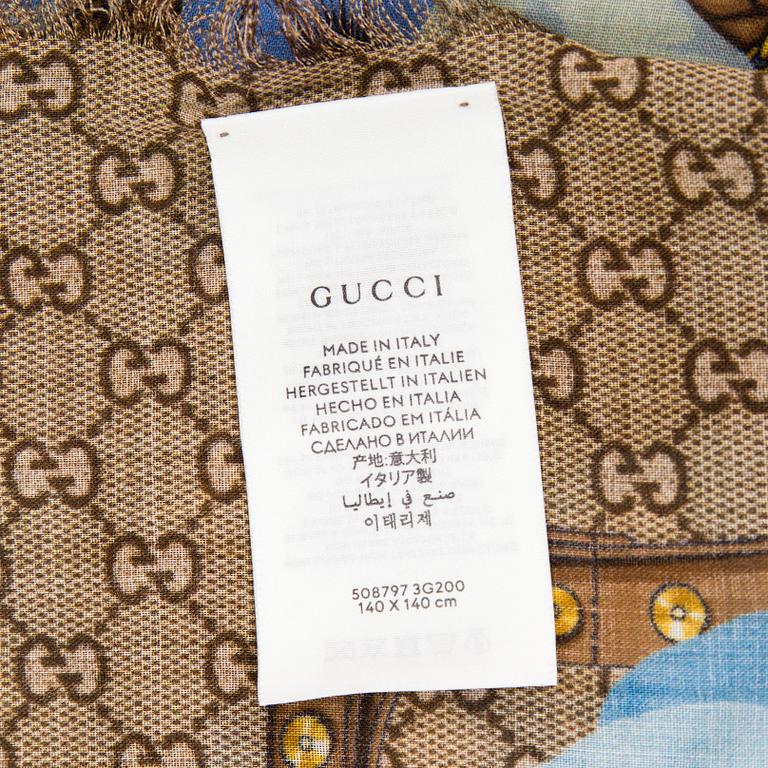 GUCCI
MADE IN ITALY
FABRIQUÉ EN ITALIE
HERGESTELLT IN ITALIEN
HECHO EN ITALIA
FABRICADO EM ITÁLIA
СДЕЛАНО В ИТАЛИИ
产地:意大利
イタリア製
صنع في إيطاليا
이태리제
508797 3G200
140 X 140 cm